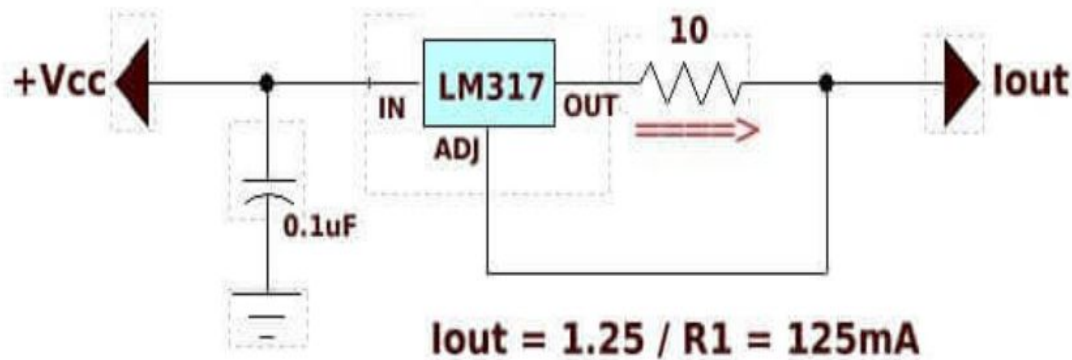 10
+Vcc
LM317
Iout
IN
OUT
ADJ
0.1uF
Iout = 1.25 / R1 = 125mA